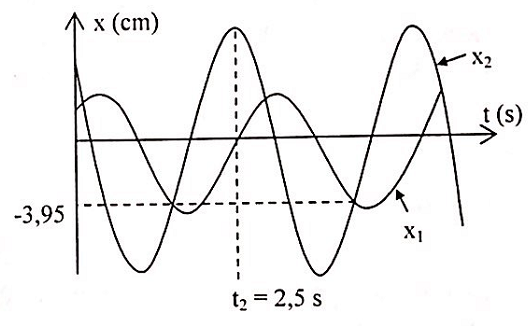 x (cm)
x₂
t (s)
-3,95
x₁
t₂ = 2,5 s